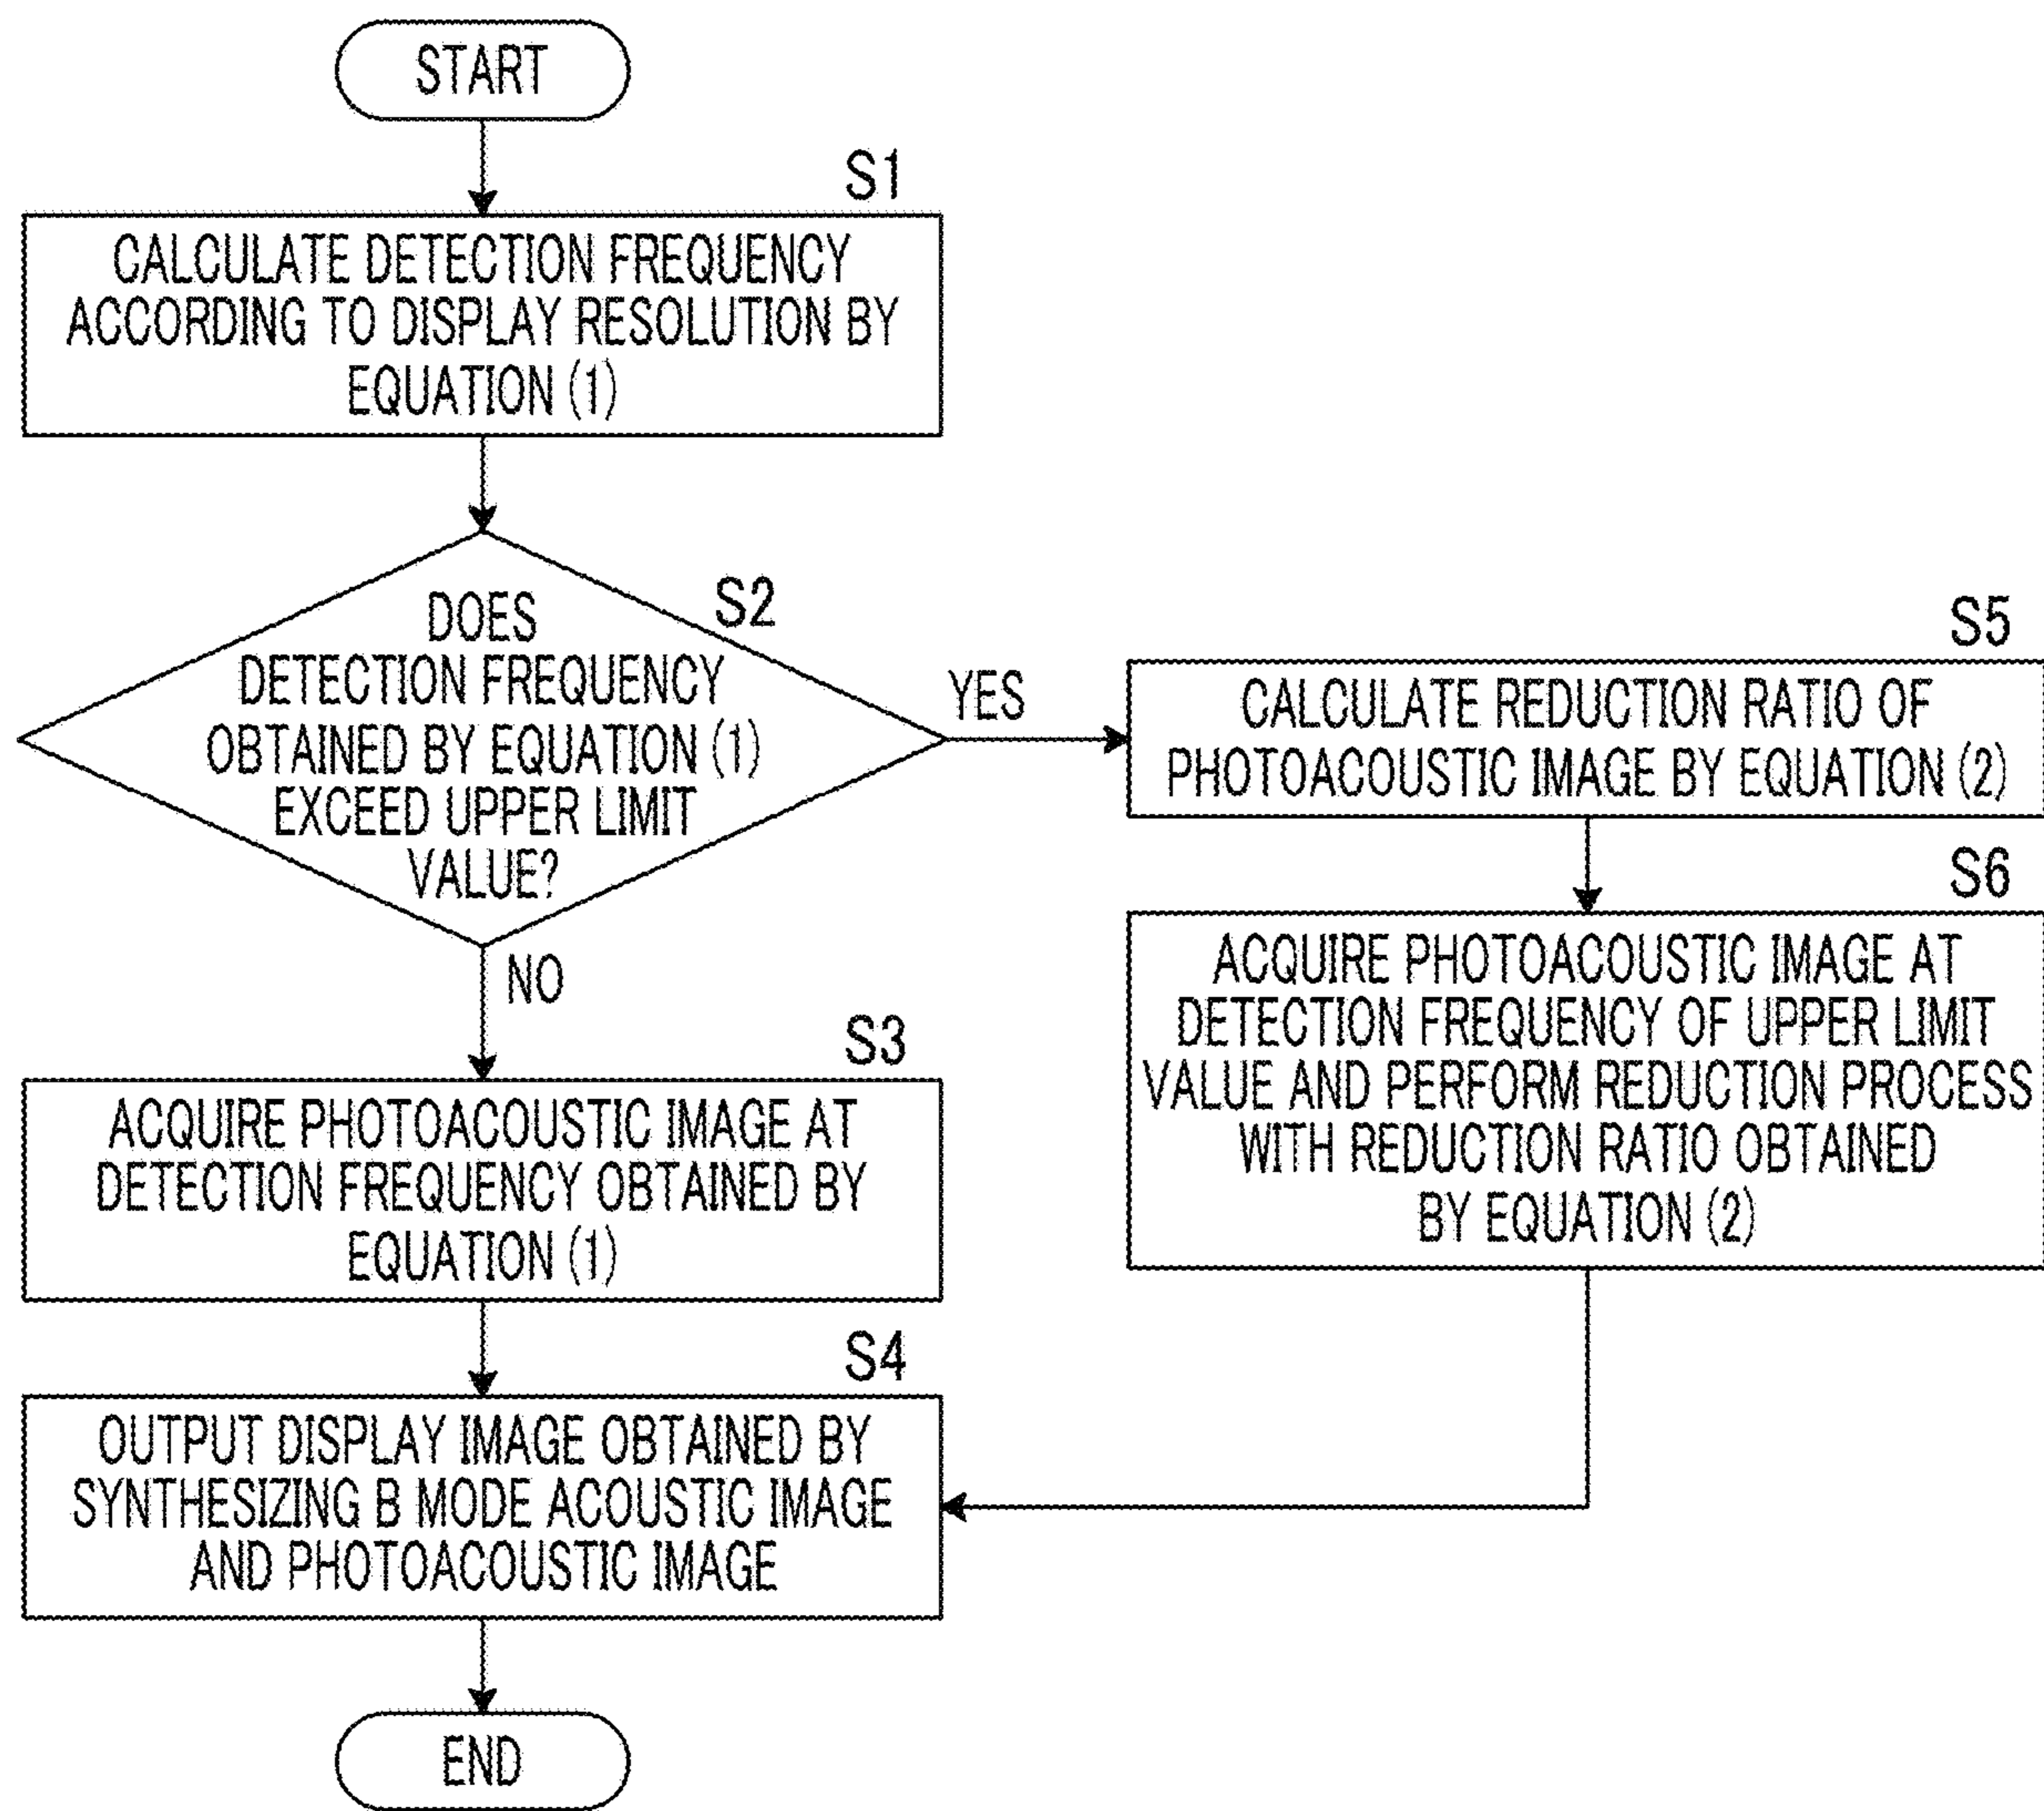 START
S1
CALCULATE DETECTION FREQUENCY
ACCORDING TO DISPLAY RESOLUTION BY
EQUATION (1)
S2
DOES
DETECTION FREQUENCY
OBTAINED BY EQUATION (1)
EXCEED UPPER LIMIT
VALUE?
YES
NO
S3
ACQUIRE PHOTOACOUSTIC IMAGE AT
DETECTION FREQUENCY OBTAINED BY
EQUATION (1)
S4
OUTPUT DISPLAY IMAGE OBTAINED BY
SYNTHESIZING B MODE ACOUSTIC IMAGE
AND PHOTOACOUSTIC IMAGE
END
S5
CALCULATE REDUCTION RATIO OF
PHOTOACOUSTIC IMAGE BY EQUATION (2)
S6
ACQUIRE PHOTOACOUSTIC IMAGE AT
DETECTION FREQUENCY OF UPPER LIMIT
VALUE AND PERFORM REDUCTION PROCESS
WITH REDUCTION RATIO OBTAINED
BY EQUATION (2)